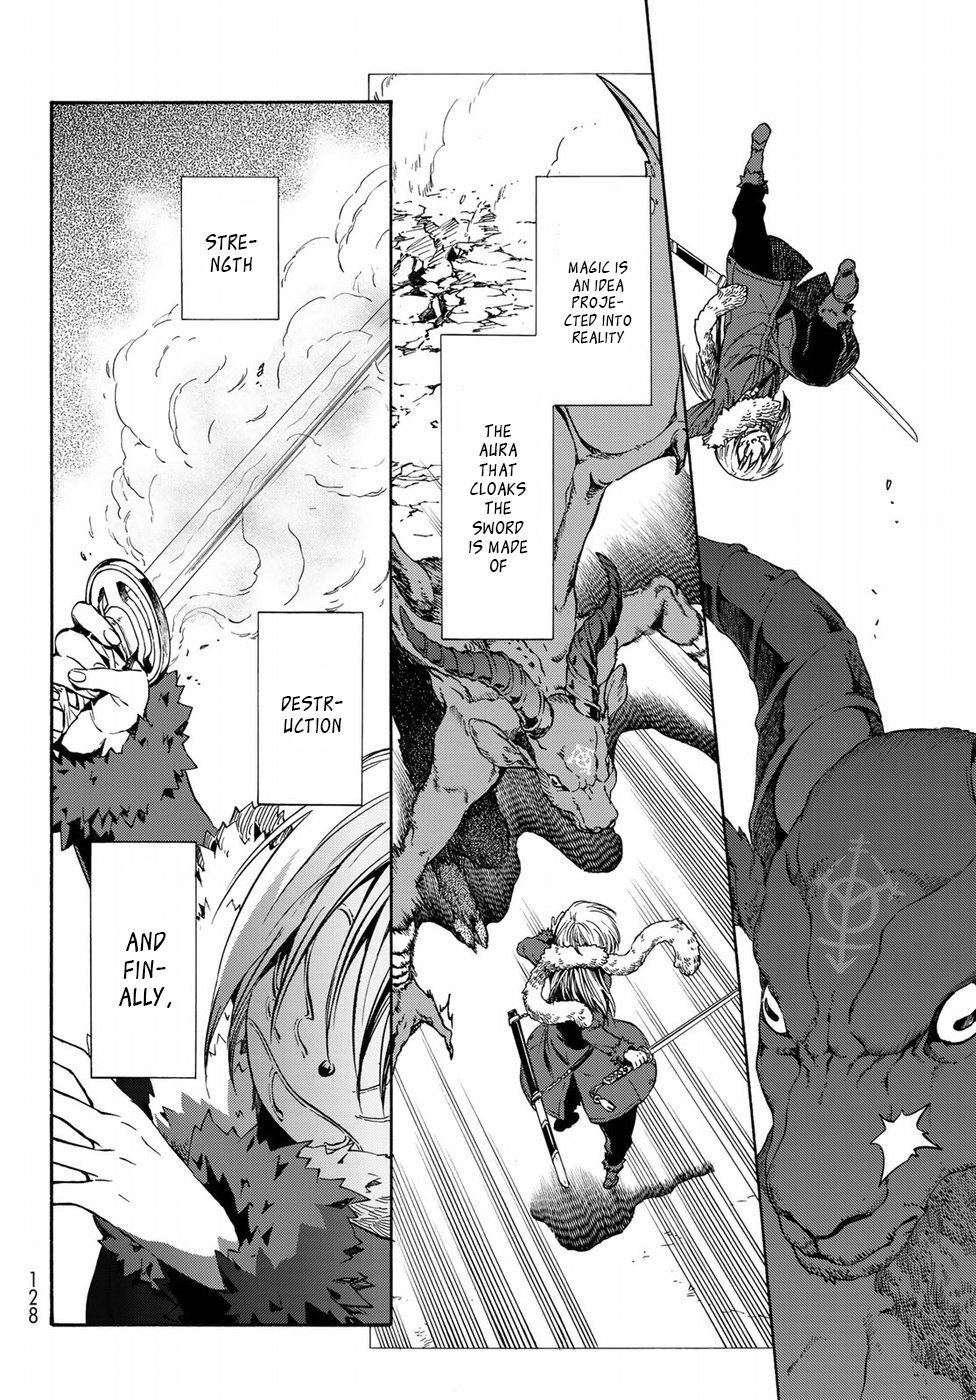 MAGIC IS
AN IDEA
PROJE-
CTED INTO
REALITY
THE
AURA
THAT
CLOAKS
THE
SWORD
IS MADE
OF
STRE-
NGTH
DESTR-
UCTION
AND
FIN-
ALLY,
128